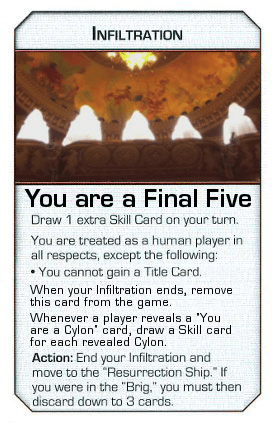 INFILTRATION
You are a Final Five
Draw 1 extra Skill Card on your turn.
You are treated as a human player in
all respects, except the following:
• You cannot gain a Title Card.
When your Infiltration ends, remove
this card from the game.
Whenever a player reveals a "You
are a Cylon" card, draw a Skill card
for each revealed Cylon.
Action: End your Infiltration and
move to the "Resurrection Ship." If
you were in the "Brig," you must then
discard down to 3 cards.